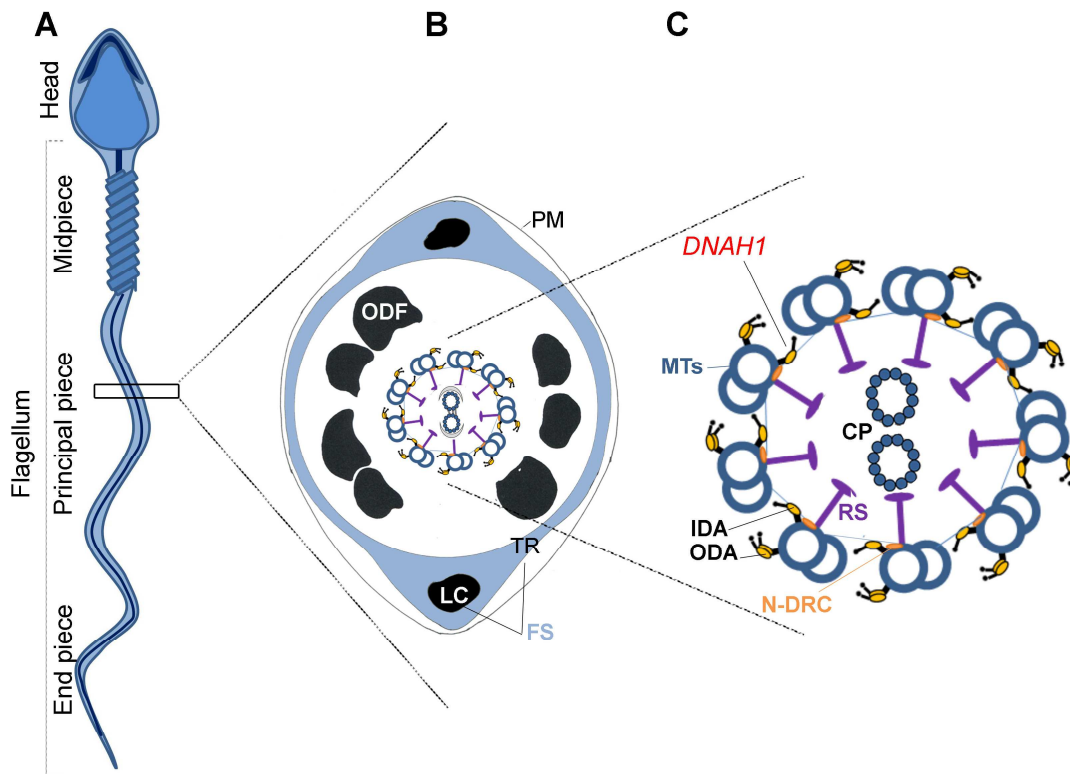 A
B
C
Head
Midpiece
Principal piece
End piece
Flagellum
PM
ODF
TR
LC
FS
DNAH1
MTs
CP
RS
IDA
ODA
N-DRC